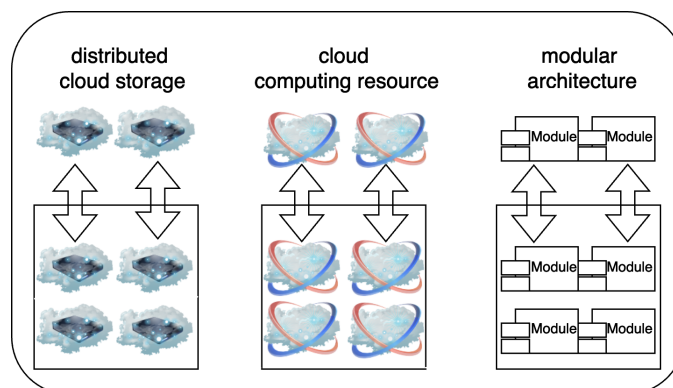 distributed
cloud storage
cloud
computing resource
modular
architecture
Module Module
Module Module
Module Module